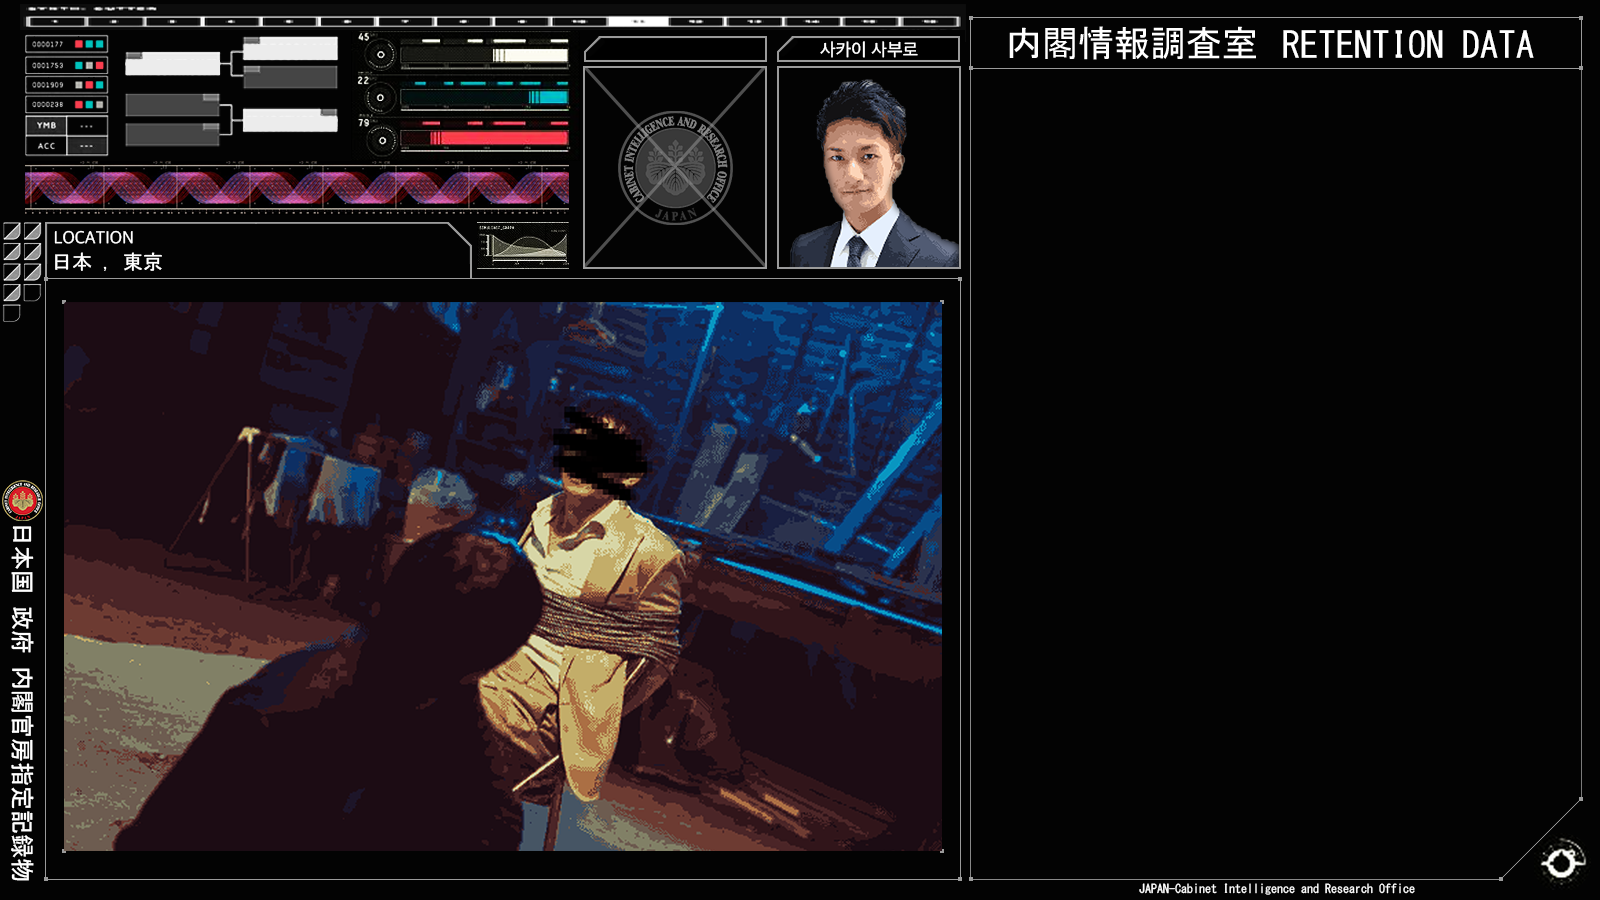 0000177
0001753
0001909
0000238
YMB ---
ACC ---
45
22
79
CABINET INTELLIGENCE AND RESEARCH OFFICE
JAPAN
사카이 사부로
LOCATION
日本 , 東京
内閣情報調査室 RETENTION DATA
日本国 政府 内閣官房指定記録物
JAPAN-Cabinet Intelligence and Research Office